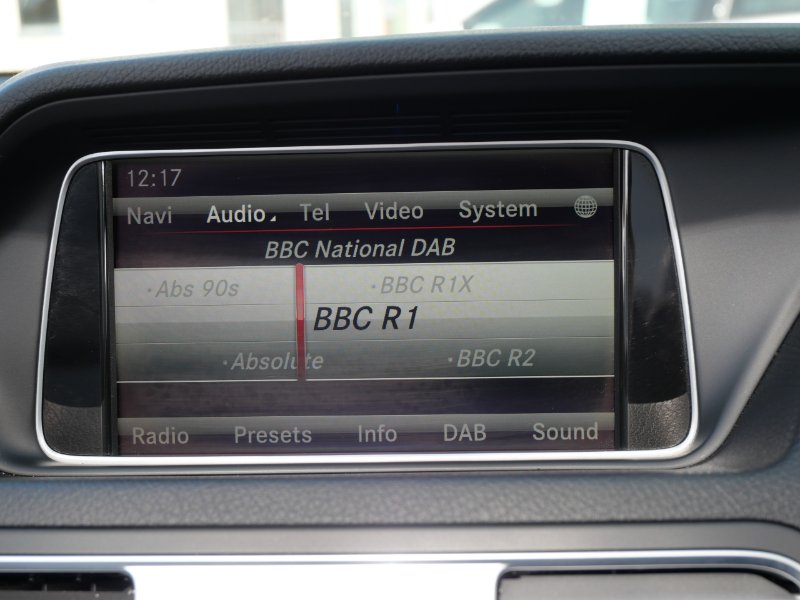 12:17
Navi Audio Tel Video System
BBC National DAB
·Abs 90s ·BBC R1X
BBC R1
·Absolute ·BBC R2
Radio Presets Info DAB Sound